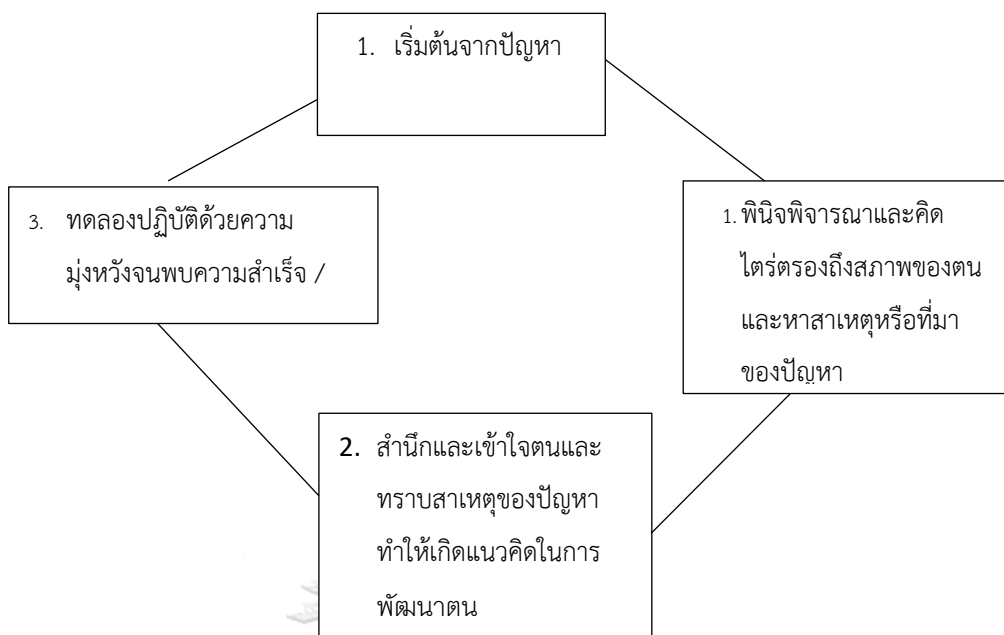 1. เริ่มต้นจากปัญหา
3. ทดลองปฏิบัติด้วยความ
มุ่งหวังจนพบความสำเร็จ /
1. พินิจพิจารณาและคิด
ไตร่ตรองถึงสภาพของตน
และหาสาเหตุหรือที่มา
ของปัญหา
2. สำนึกและเข้าใจตนและ
ทราบสาเหตุของปัญหา
ทำให้เกิดแนวคิดในการ
พัฒนาตน